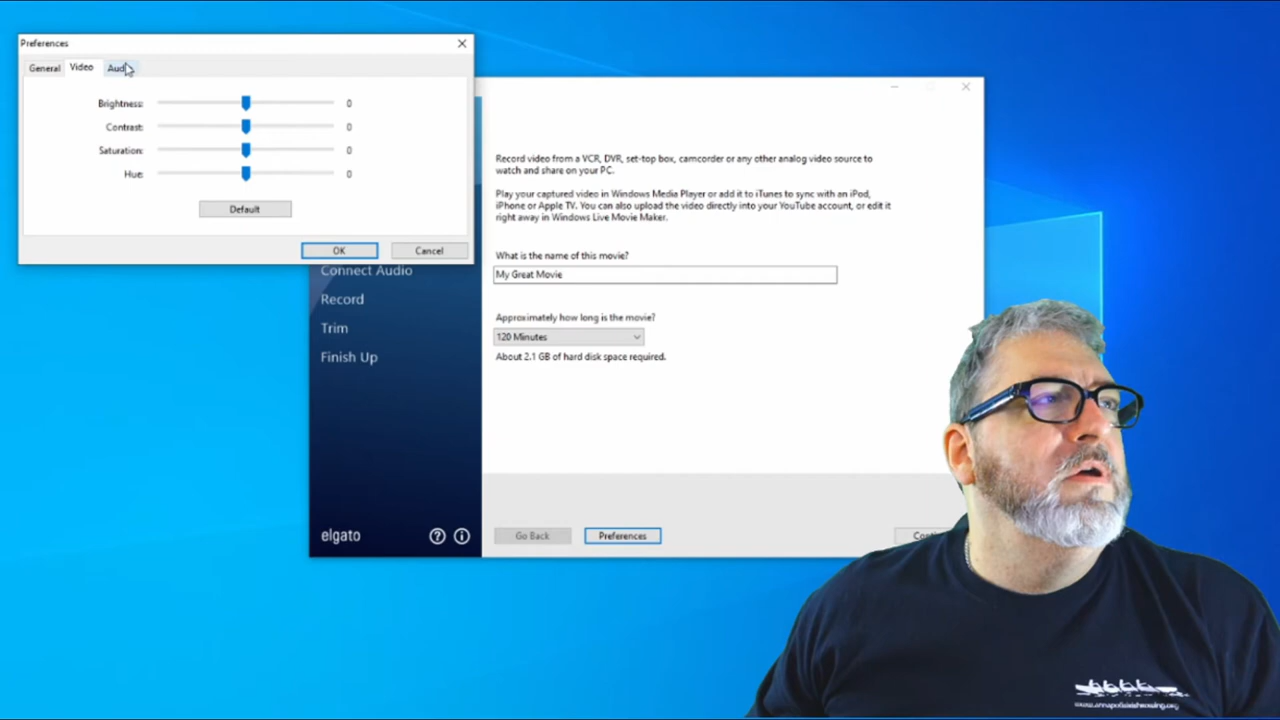 Preferences
General Video Audio
Brightness: 0
Contrast: 0
Saturation: 0
Hue: 0
Default
OK Cancel
Record video from a VCR, DVR, set-top box, camcorder or any other analog video source to
watch and share on your PC.
Play your captured video in Windows Media Player or add it to iTunes to sync with an iPod,
iPhone or Apple TV. You can also upload the video directly into your YouTube account, or edit it
right away in Windows Live Movie Maker.
What is the name of this movie?
My Great Movie
Approximately how long is the movie?
120 Minutes
About 2.1 GB of hard disk space required.
Connect Audio
Record
Trim
Finish Up
elgato
Go Back Preferences